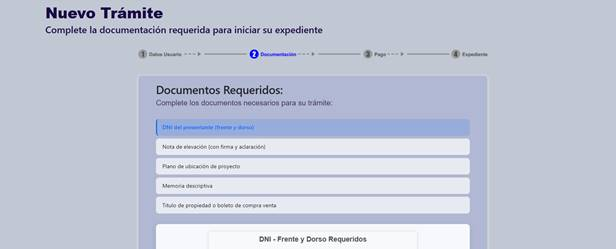 Nuevo Trámite
Complete la documentación requerida para iniciar su expediente
1 Datos Usuario
2 Documentación
3 Pago
4 Expediente
Documentos Requeridos:
Complete los documentos necesarios para su trámite:
DNI del presentante (frente y dorso)
Nota de elevación (con firma y aclaración)
Plano de ubicación de proyecto
Memoria descriptiva
Titulo de propiedad o boleto de compra venta
DNI - Frente y Dorso Requeridos